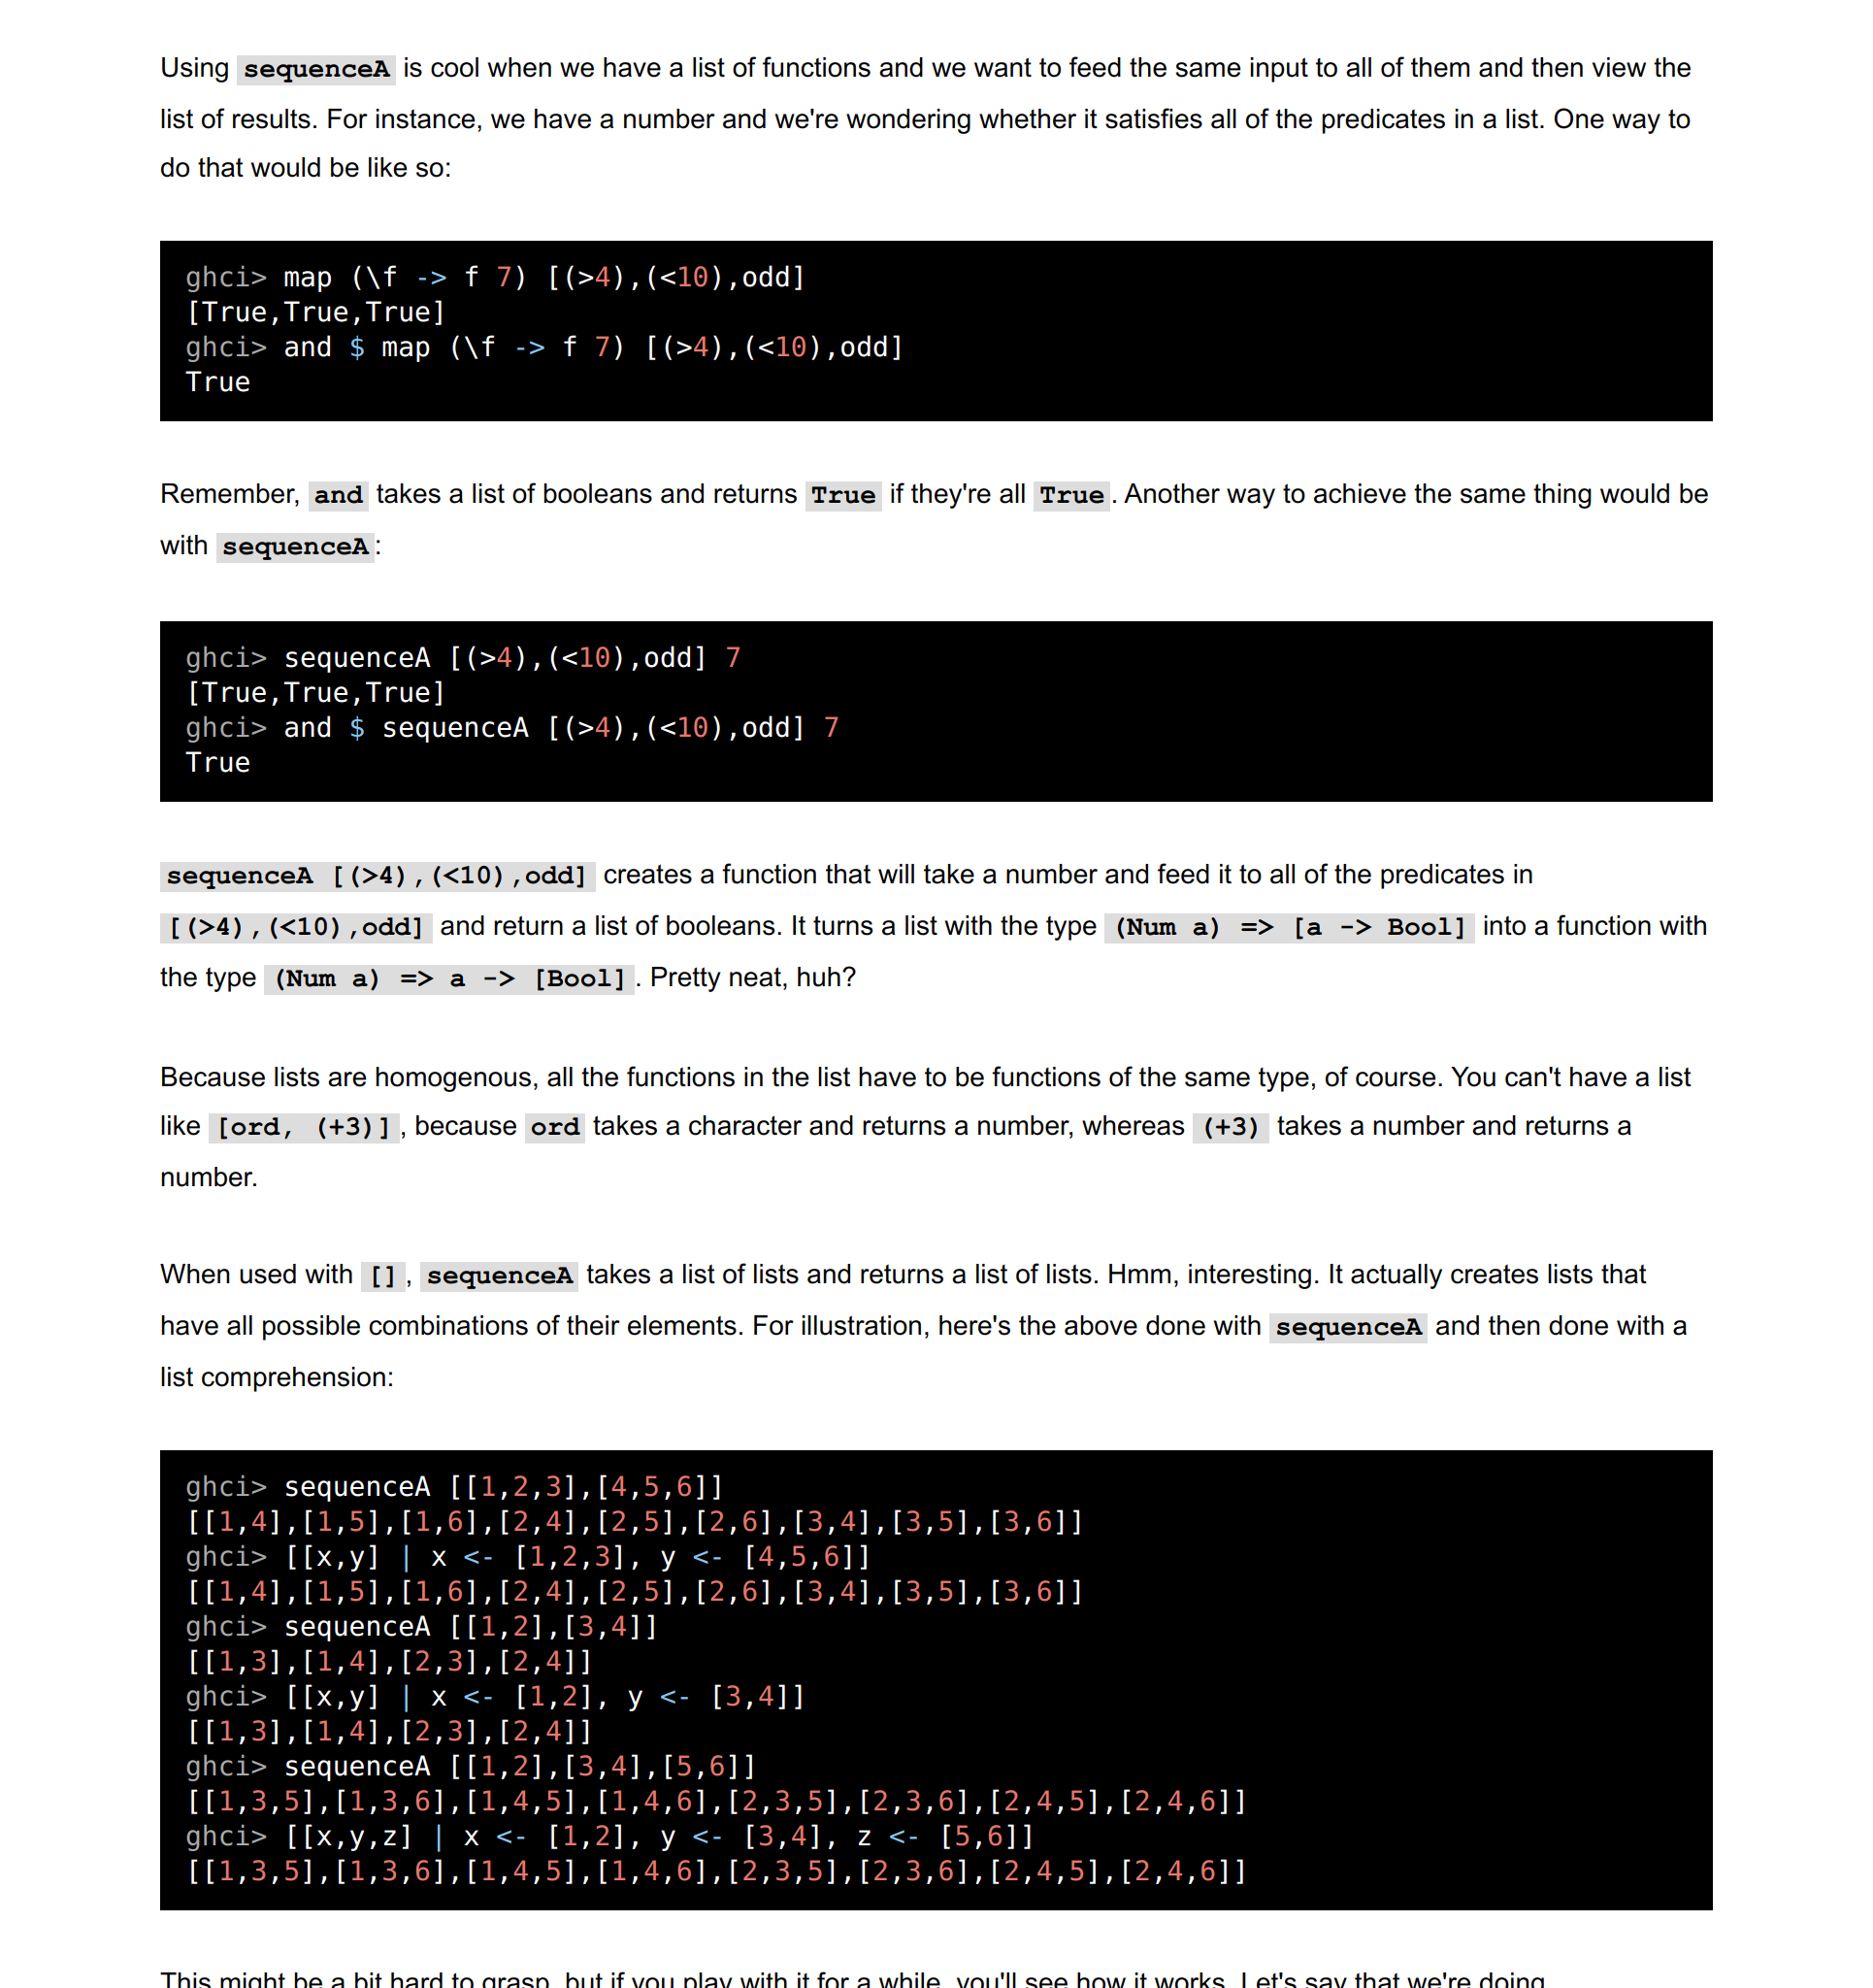 Using sequenceA is cool when we have a list of functions and we want to feed the same input to all of them and then view the
list of results. For instance, we have a number and we're wondering whether it satisfies all of the predicates in a list. One way to
do that would be like so:
ghci> map (\f -> f 7) [(>4),(<10),odd]
[True,True,True]
ghci> and $ map (\f -> f 7) [(>4),(<10),odd]
True
Remember, and takes a list of booleans and returns True if they're all True. Another way to achieve the same thing would be
with sequenceA:
ghci> sequenceA [(>4),(<10),odd] 7
[True,True,True]
ghci> and $ sequenceA [(>4),(<10),odd] 7
True
sequenceA [(>4),(<10),odd] creates a function that will take a number and feed it to all of the predicates in
[(>4),(<10),odd] and return a list of booleans. It turns a list with the type (Num a) => [a -> Bool] into a function with
the type (Num a) => a -> [Bool]. Pretty neat, huh?
Because lists are homogenous, all the functions in the list have to be functions of the same type, of course. You can't have a list
like [ord, (+3)], because ord takes a character and returns a number, whereas (+3) takes a number and returns a
number.
When used with [], sequenceA takes a list of lists and returns a list of lists. Hmm, interesting. It actually creates lists that
have all possible combinations of their elements. For illustration, here's the above done with sequenceA and then done with a
list comprehension:
ghci> sequenceA [[1,2,3],[4,5,6]]
[[1,4],[1,5],[1,6],[2,4],[2,5],[2,6],[3,4],[3,5],[3,6]]
ghci> [[x,y] | x <- [1,2,3], y <- [4,5,6]]
[[1,4],[1,5],[1,6],[2,4],[2,5],[2,6],[3,4],[3,5],[3,6]]
ghci> sequenceA [[1,2],[3,4]]
[[1,3],[1,4],[2,3],[2,4]]
ghci> [[x,y] | x <- [1,2], y <- [3,4]]
[[1,3],[1,4],[2,3],[2,4]]
ghci> sequenceA [[1,2],[3,4],[5,6]]
[[1,3,5],[1,3,6],[1,4,5],[1,4,6],[2,3,5],[2,3,6],[2,4,5],[2,4,6]]
ghci> [[x,y,z] | x <- [1,2], y <- [3,4], z <- [5,6]]
[[1,3,5],[1,3,6],[1,4,5],[1,4,6],[2,3,5],[2,3,6],[2,4,5],[2,4,6]]
This might be a bit hard to grasp, but if you play with it for a while, you'll see how it works. Let's say that we're doing